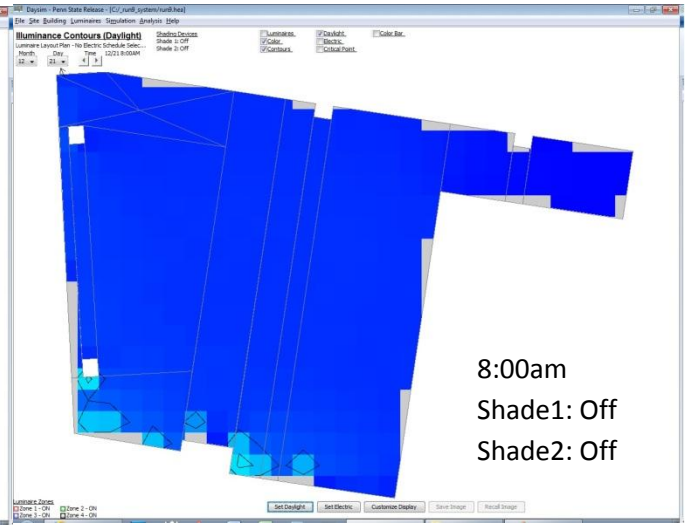 Daysim - Penn State Release - [C:/_run8_system/run8.hea]
File Site Building Luminaires Simulation Analysis Help
Illuminance Contours (Daylight)
Luminaire Layout Plan - No Electric Schedule Selec...
Month Day Time 12/21 8:00AM
12 21
Shading Devices
Shade 1: Off
Shade 2: Off
Luminaires Daylight Color Bar
Color Electric
Contours Critical Point
8:00am
Shade1: Off
Shade2: Off
Luminaire Zones
Zone 1 - ON Zone 2 - ON
Zone 3 - ON Zone 4 - ON
Set Daylight Set Electric Customize Display Save Image Recall Image